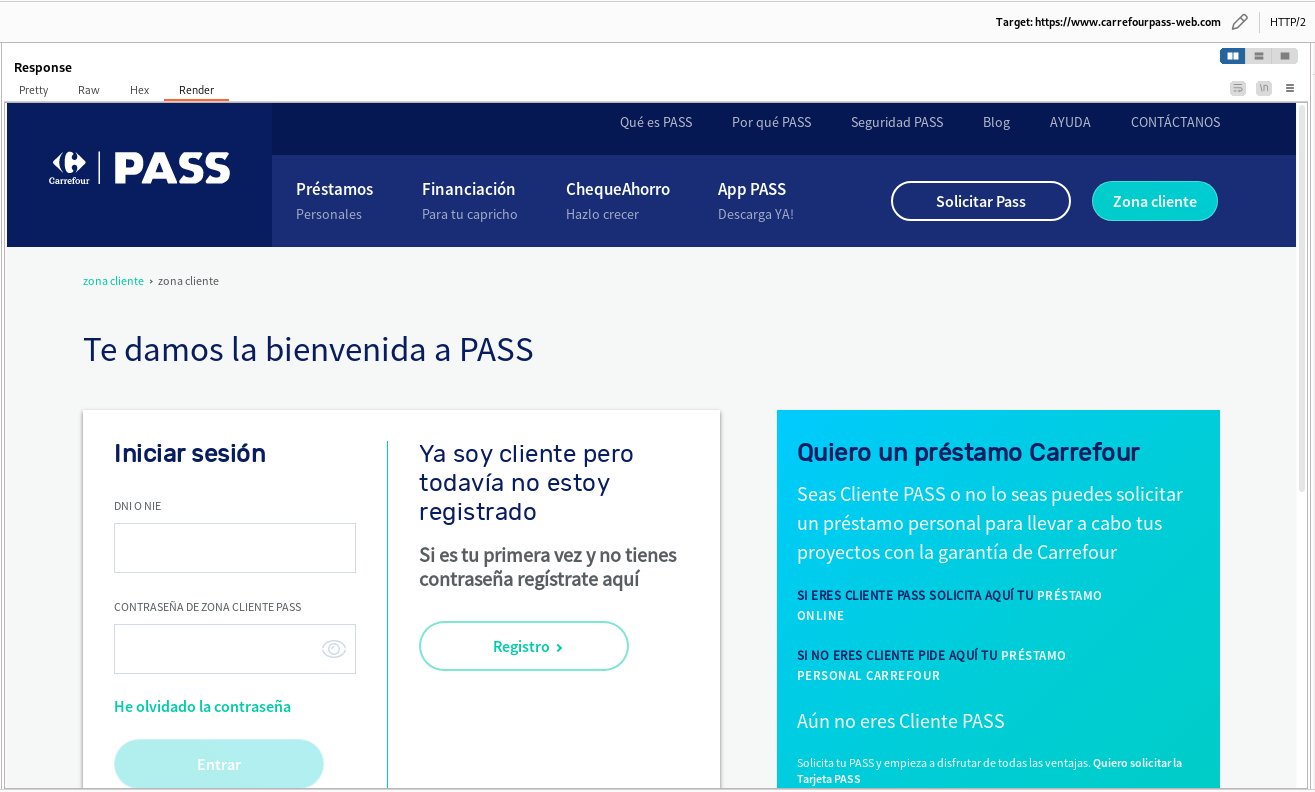 Target: https://www.carrefourpass-web.com HTTP/2
Response
Pretty Raw Hex Render
\n
Qué es PASS Por qué PASS Seguridad PASS Blog AYUDA CONTÁCTANOS
Carrefour PASS
Préstamos Financiación ChequeAhorro App PASS
Personales Para tu capricho Hazlo crecer Descarga YA!
Solicitar Pass Zona cliente
zona cliente › zona cliente
Te damos la bienvenida a PASS
Iniciar sesión
DNI O NIE
CONTRASEÑA DE ZONA CLIENTE PASS
He olvidado la contraseña
Entrar
Ya soy cliente pero
todavía no estoy
registrado
Si es tu primera vez y no tienes
contraseña regístrate aquí
Registro ›
Quiero un préstamo Carrefour
Seas Cliente PASS o no lo seas puedes solicitar
un préstamo personal para llevar a cabo tus
proyectos con la garantía de Carrefour
SI ERES CLIENTE PASS SOLICITA AQUÍ TU PRÉSTAMO
ONLINE
SI NO ERES CLIENTE PIDE AQUÍ TU PRÉSTAMO
PERSONAL CARREFOUR
Aún no eres Cliente PASS
Solicita tu PASS y empieza a disfrutar de todas las ventajas. Quiero solicitar la
Tarjeta PASS